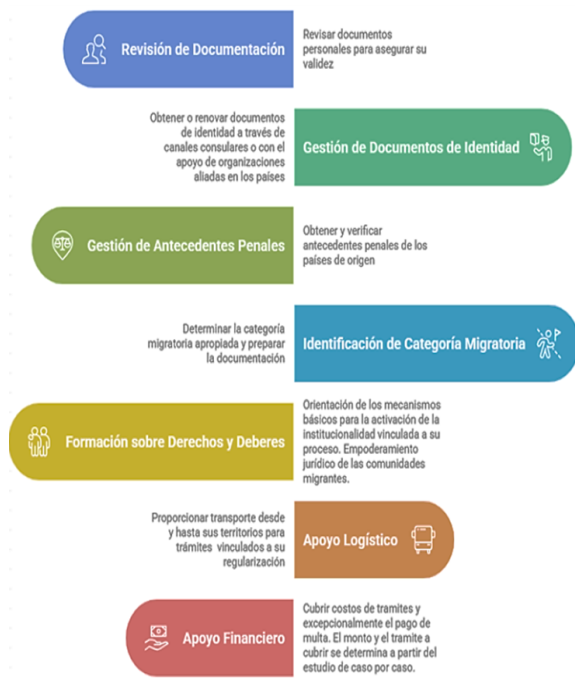 Revisión de Documentación
Revisar documentos
personales para asegurar su
validez
Obtener o renovar documentos
de identidad a través de
canales consulares o con el
apoyo de organizaciones
aliadas en los países
Gestión de Documentos de Identidad
Gestión de Antecedentes Penales
Obtener y verificar
antecedentes penales de los
países de origen
Determinar la categoría
migratoria apropiada y preparar
la documentación
Identificación de Categoría Migratoria
Formación sobre Derechos y Deberes
Orientación de los mecanismos
básicos para la activación de la
institucionalidad vinculada a su
proceso. Empoderamiento
jurídico de las comunidades
migrantes.
Proporcionar transporte desde
y hasta sus territorios para
trámites vinculados a su
regularización
Apoyo Logístico
Apoyo Financiero
Cubrir costos de tramites y
excepcionalmente el pago de
multa. El monto y el tramite a
cubrir se determina a partir del
estudio de caso por caso.